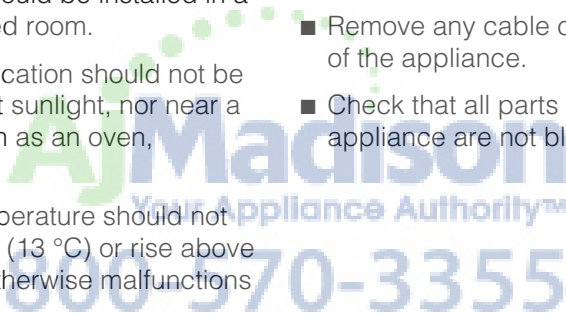 ould be installed in a
ed room.
cation should not be
t sunlight, nor near a
n as an oven,
perature should not
(13 °C) or rise above
therwise malfunctions
■ Remove any cable
of the appliance.
■ Check that all parts
appliance are not bl
AjMadison
Your Appliance Authority™
800-570-3355